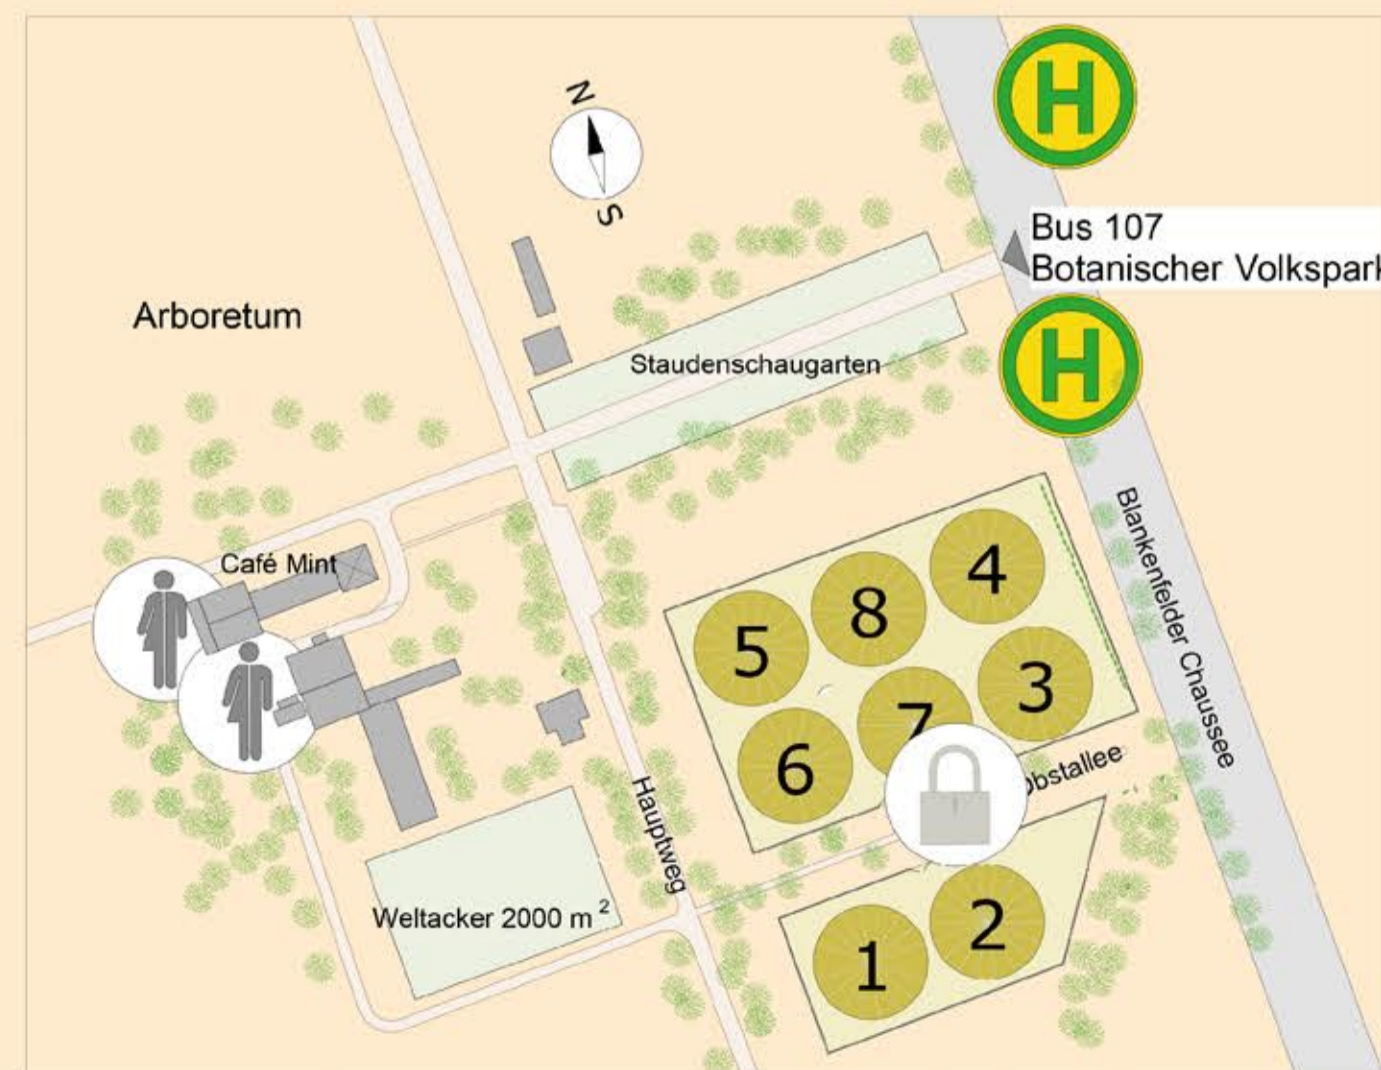 N
S
H
Bus 107
Botanischer Volkspark
H
Arboretum
Staudenschaugarten
Blankenfelder Chaussee
Café Mint
4
8
5
3
7
6
Obstallee
Hauptweg
Weltacker 2000 m²
2
1